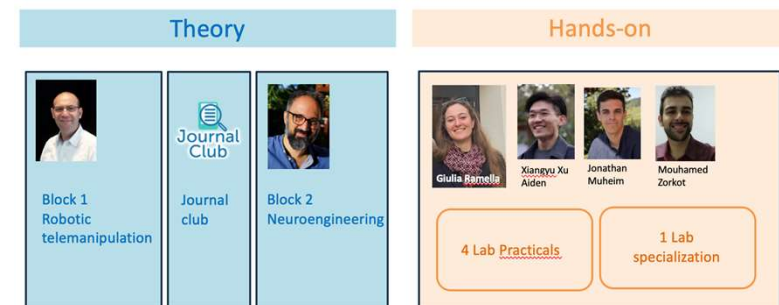 Theory
Hands-on
Journal
Club
Block 1
Robotic
telemanipulation
Journal
club
Block 2
Neuroengineering
Giulia Ramella
Xiangyu Xu
Aiden
Jonathan
Muheim
Mouhamed
Zorkot
4 Lab Practicals
1 Lab
specialization